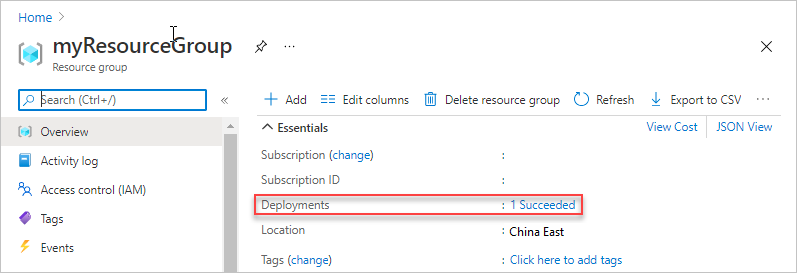 Home >
myResourceGroup
Resource group
Search (Ctrl+/)
Overview
Activity log
Access control (IAM)
Tags
Events
Add Edit columns Delete resource group Refresh Export to CSV ...
Essentials View Cost JSON View
Subscription (change) :
Subscription ID :
Deployments : 1 Succeeded
Location : China East
Tags (change) : Click here to add tags